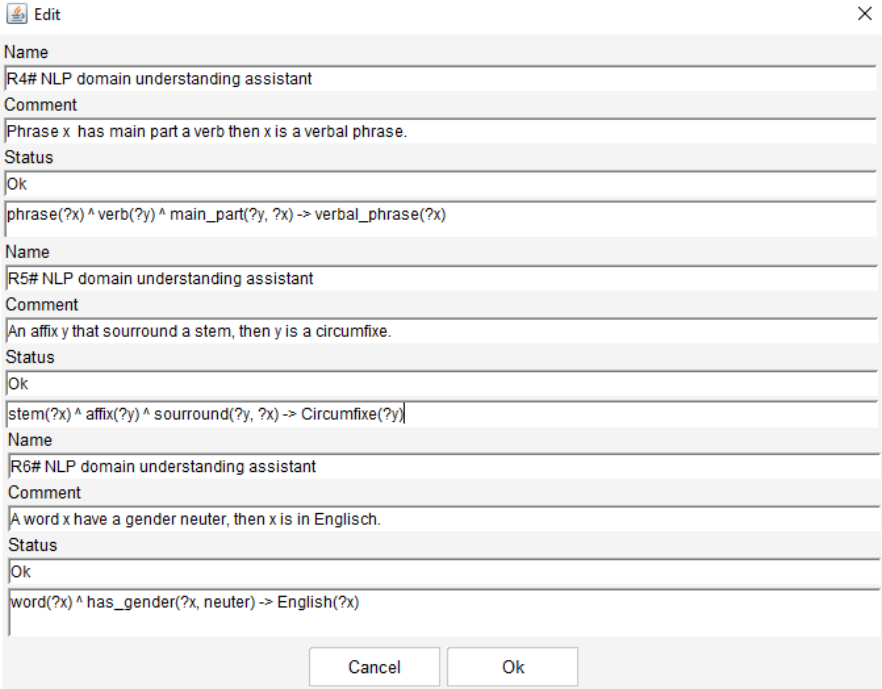 Edit
Name
R4# NLP domain understanding assistant
Comment
Phrase x  has main part a verb then x is a verbal phrase.
Status
Ok
phrase(?x) ^ verb(?y) ^ main_part(?y, ?x) -> verbal_phrase(?x)
Name
R5# NLP domain understanding assistant
Comment
An affix y that sourround a stem, then y is a circumfixe.
Status
Ok
stem(?x) ^ affix(?y) ^ sourround(?y, ?x) -> Circumfixe(?y)
Name
R6# NLP domain understanding assistant
Comment
A word x have a gender neuter, then x is in Englisch.
Status
Ok
word(?x) ^ has_gender(?x, neuter) -> English(?x)
Cancel Ok